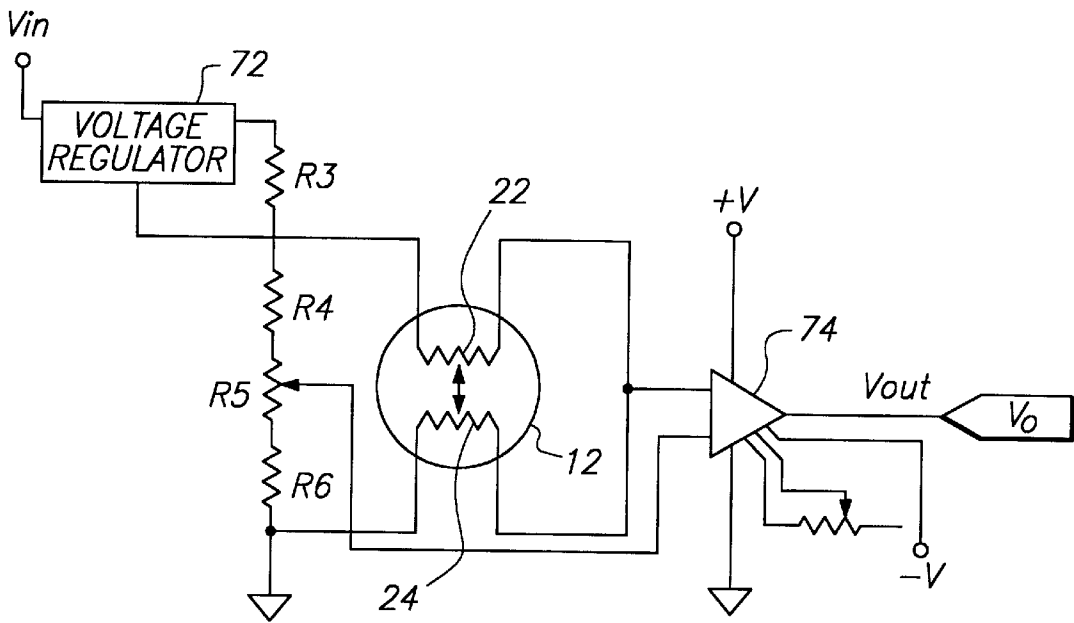 Vin
72
VOLTAGE
REGULATOR
R3
22
+V
R4
74
R5
Vout
Vo
12
R6
24
−V